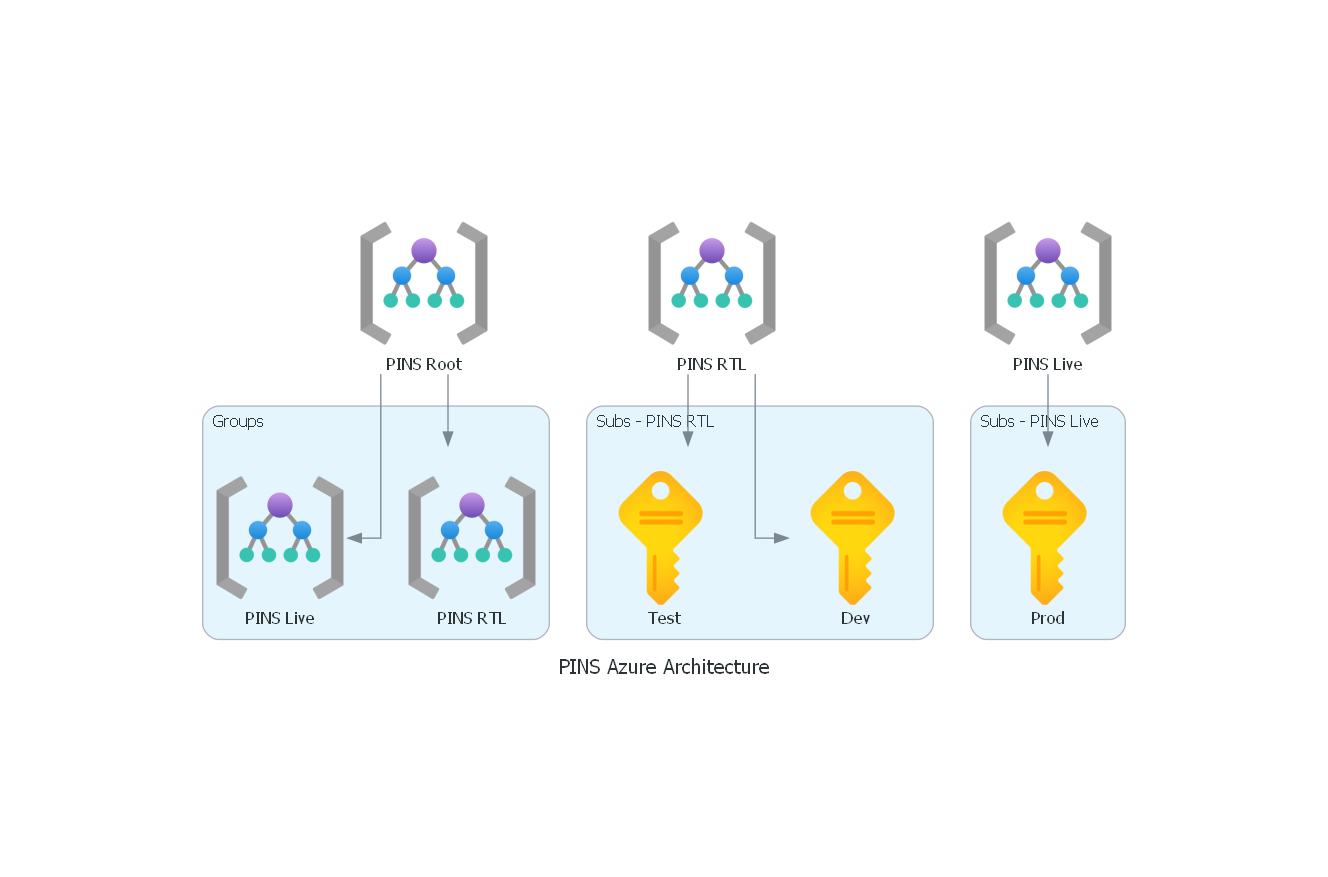 PINS Root
PINS RTL
PINS Live
Groups
Subs - PINS RTL
Subs - PINS Live
PINS Live
PINS RTL
Test
Dev
Prod
PINS Azure Architecture